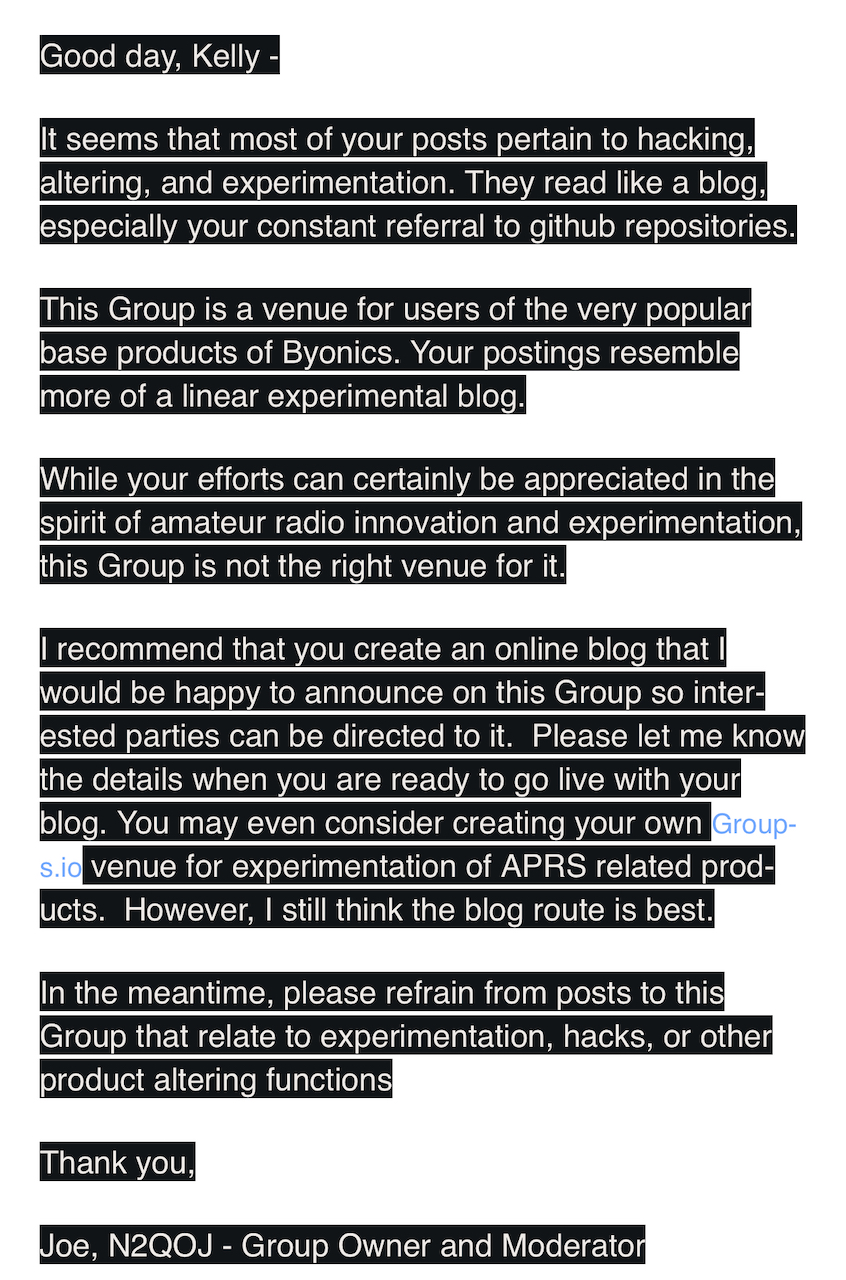 Good day, Kelly -
It seems that most of your posts pertain to hacking,
altering, and experimentation. They read like a blog,
especially your constant referral to github repositories.
This Group is a venue for users of the very popular
base products of Byonics. Your postings resemble
more of a linear experimental blog.
While your efforts can certainly be appreciated in the
spirit of amateur radio innovation and experimentation,
this Group is not the right venue for it.
I recommend that you create an online blog that I
would be happy to announce on this Group so inter-
ested parties can be directed to it.  Please let me know
the details when you are ready to go live with your
blog. You may even consider creating your own Group-
s.io venue for experimentation of APRS related prod-
ucts.  However, I still think the blog route is best.
In the meantime, please refrain from posts to this
Group that relate to experimentation, hacks, or other
product altering functions
Thank you,
Joe, N2QOJ - Group Owner and Moderator